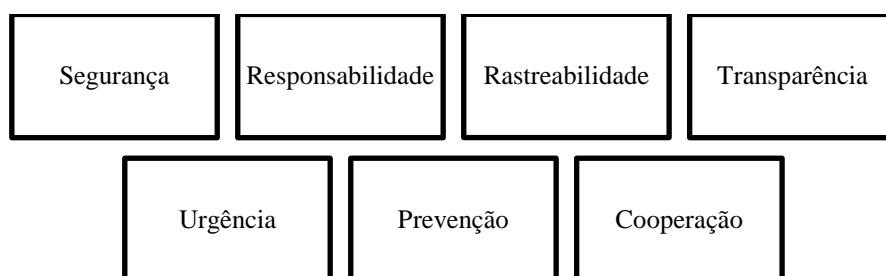 Segurança
Responsabilidade
Rastreabilidade
Transparência
Urgência
Prevenção
Cooperação